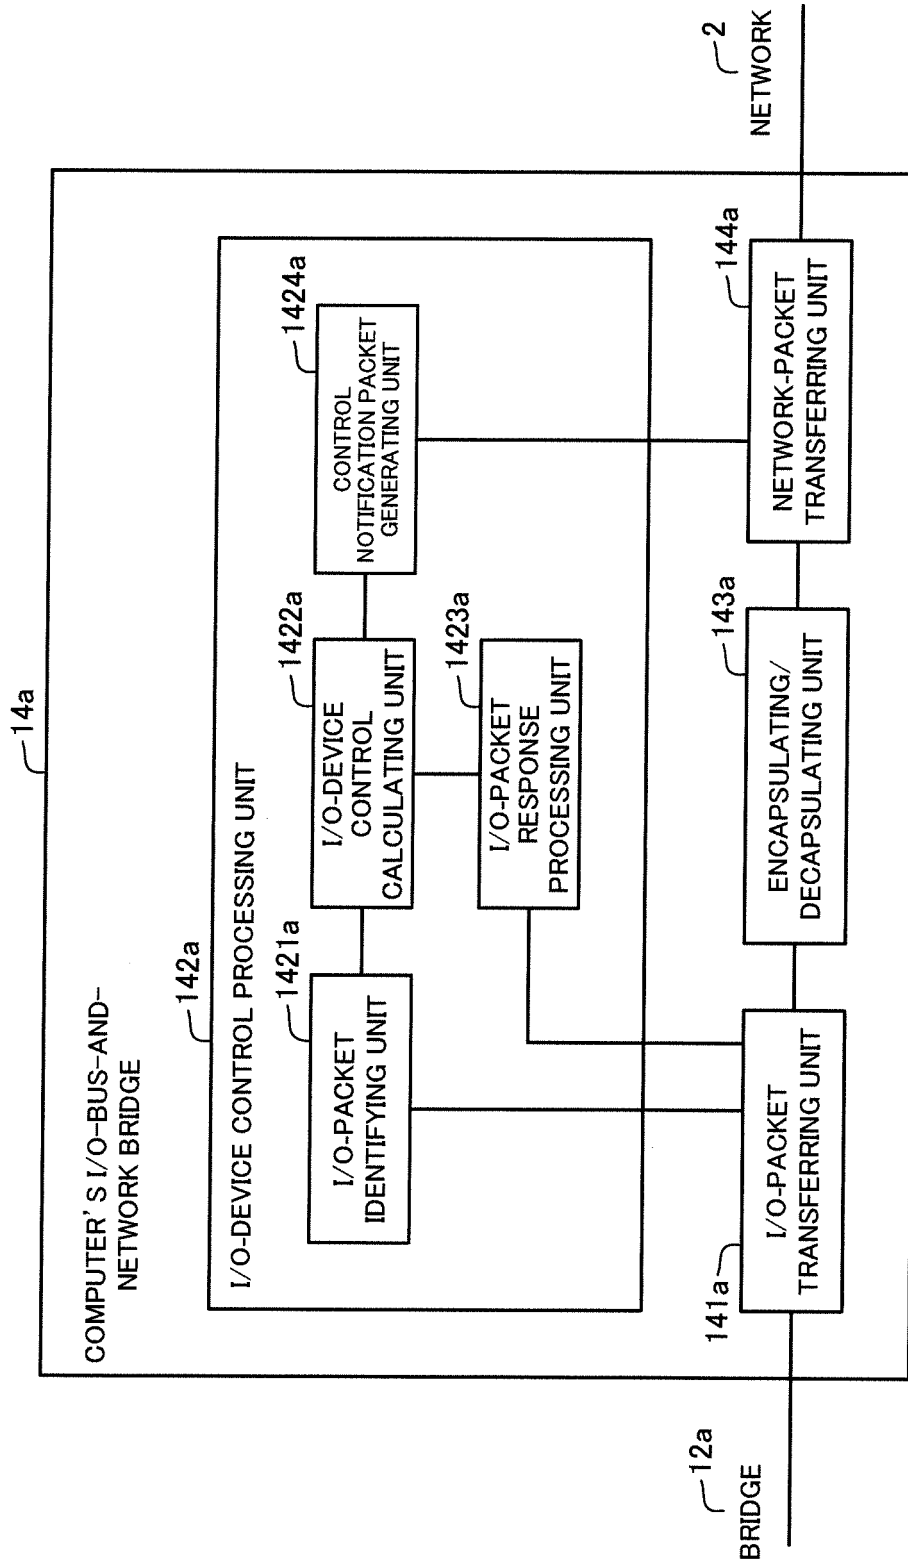 14a
COMPUTER'S I/O-BUS-AND-
NETWORK BRIDGE
142a
I/O-DEVICE CONTROL PROCESSING UNIT
1421a
I/O-PACKET
IDENTIFYING UNIT
1422a
I/O-DEVICE
CONTROL
CALCULATING UNIT
1424a
CONTROL
NOTIFICATION PACKET
GENERATING UNIT
1423a
I/O-PACKET
RESPONSE
PROCESSING UNIT
12a
BRIDGE
141a
I/O-PACKET
TRANSFERRING UNIT
143a
ENCAPSULATING/
DECAPSULATING UNIT
144a
NETWORK-PACKET
TRANSFERRING UNIT
2
NETWORK